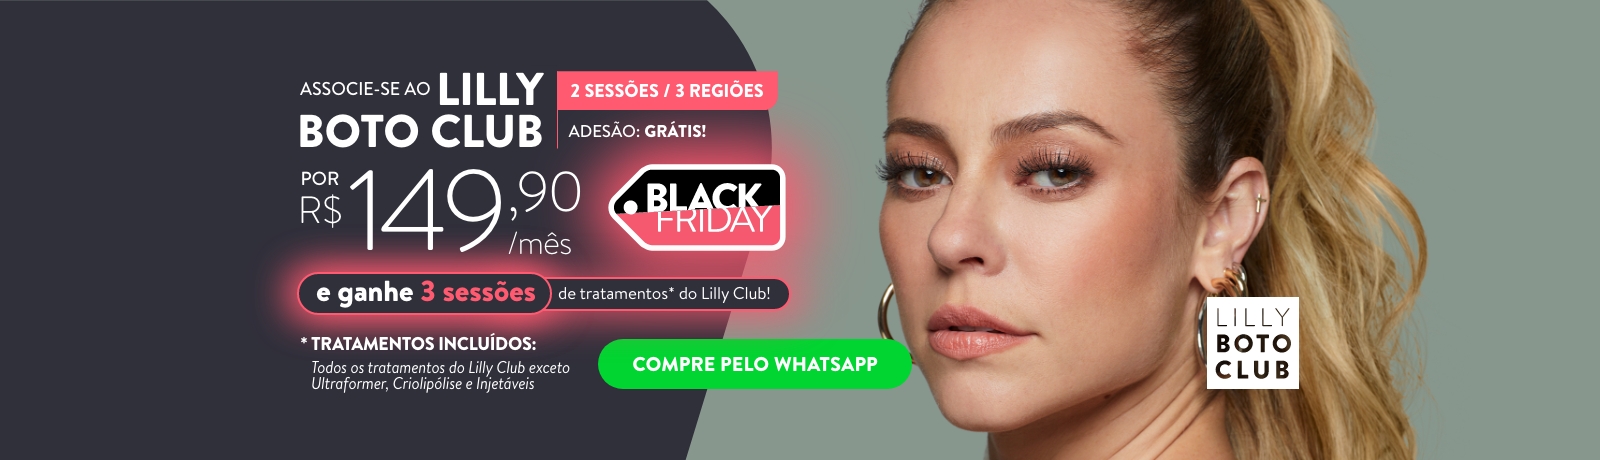 ASSOCIE-SE AO LILLY
BOTO CLUB
2 SESSÕES / 3 REGIÕES
ADESÃO: GRÁTIS!
POR
R$ 149,90
/mês
BLACK
FRIDAY
e ganhe 3 sessões de tratamentos* do Lilly Club!
* TRATAMENTOS INCLUÍDOS:
Todos os tratamentos do Lilly Club exceto
Ultraformer, Criolipólise e Injetáveis
COMPRE PELO WHATSAPP
LILLY
BOTO
CLUB